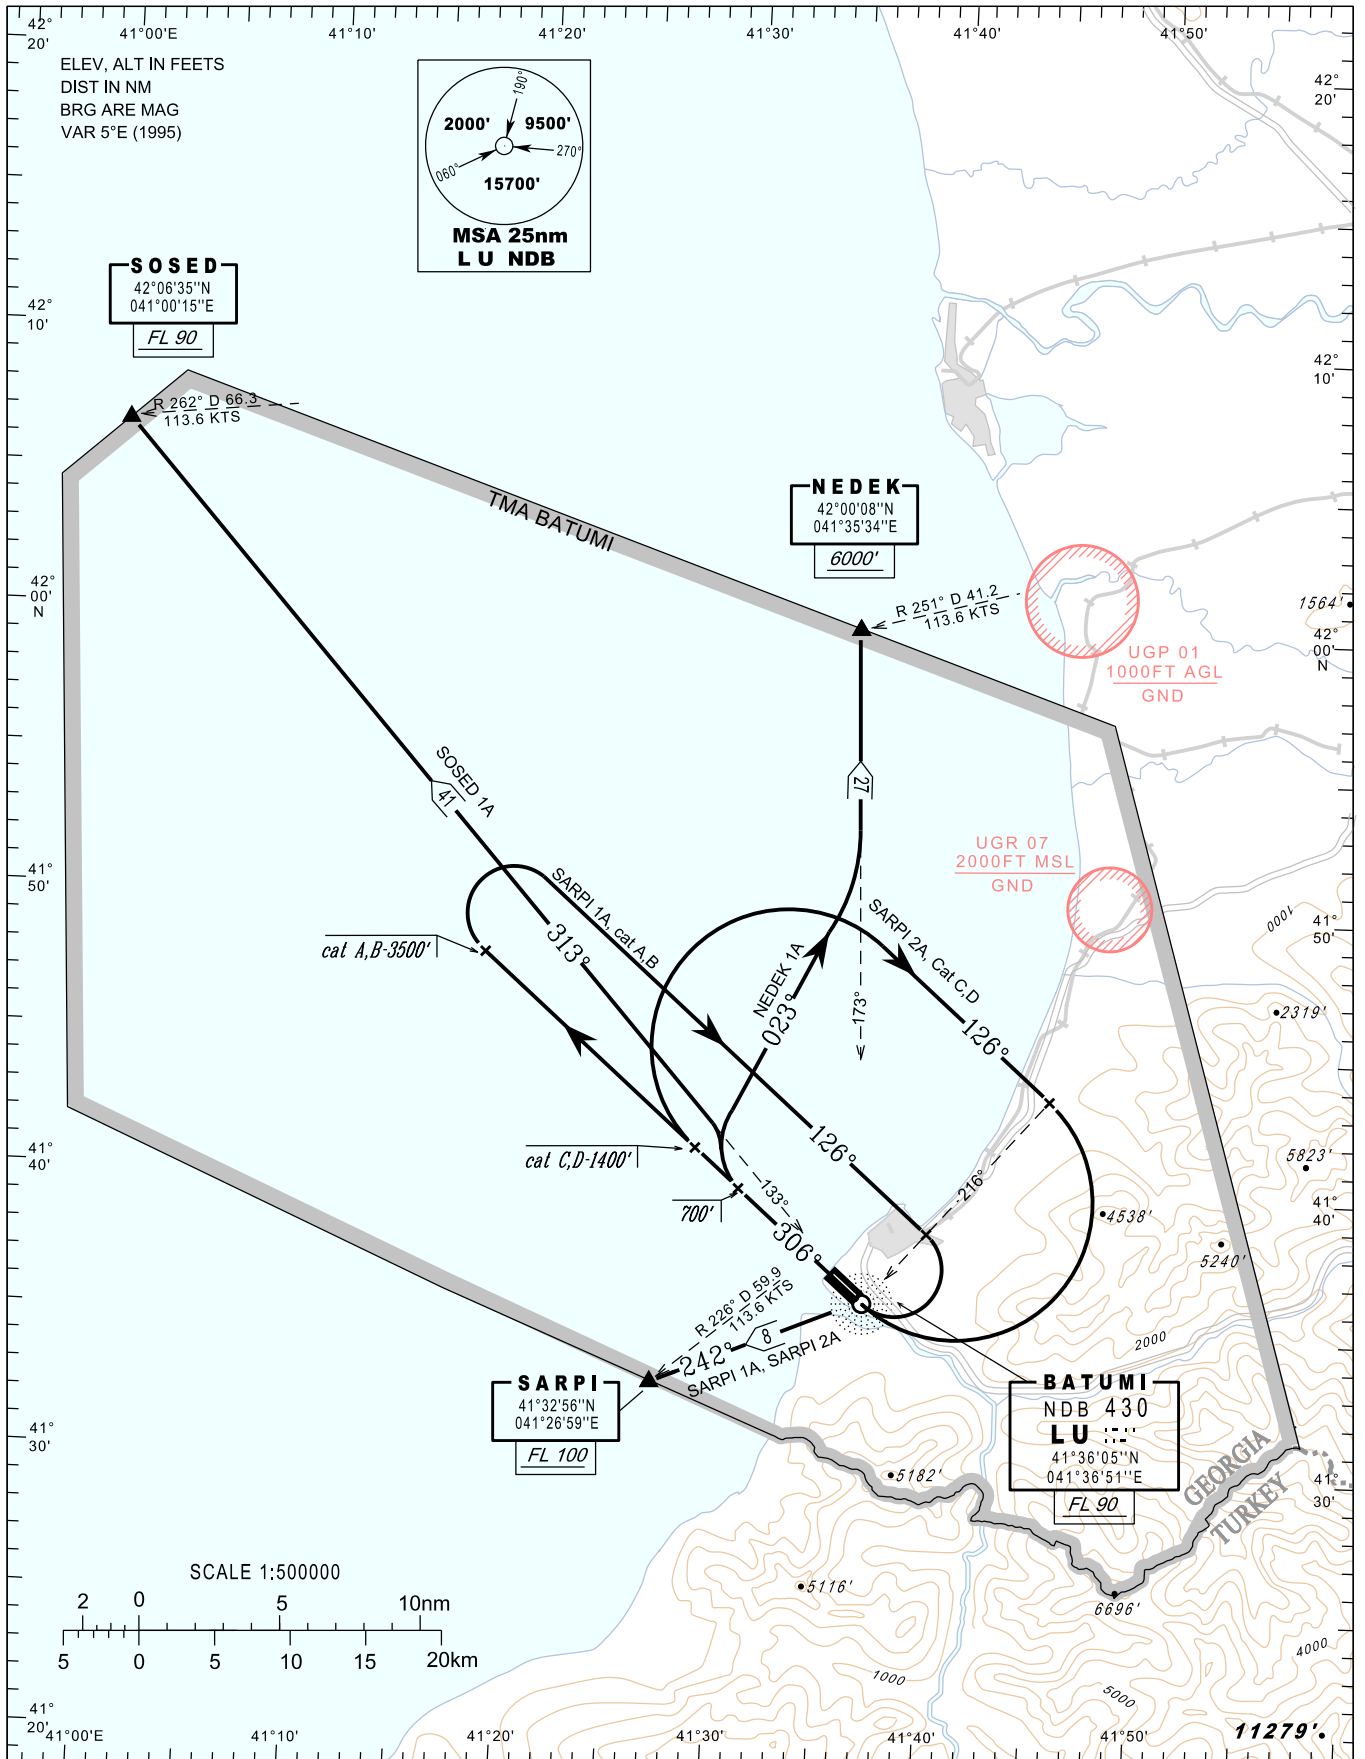 42°
20'
41°00'E
41°10'
41°20'
41°30'
41°40'
41°50'
ELEV, ALT IN FEETS
DIST IN NM
BRG ARE MAG
VAR 5°E (1995)
190°
2000'
9500'
060°
270°
15700'
MSA 25nm
L U NDB
42°
20'
SOSED
42°06'35"N
041°00'15"E
FL 90
42°
10'
42°
10'
R 262° D 66.3
113.6 KTS
TMA BATUMI
NEDEK
42°00'08"N
041°35'34"E
6000'
R 251° D 41.2
113.6 KTS
42°
00'
N
1564'
42°
00'
N
UGP 01
1000FT AGL
GND
SOSED 1A
41
27
UGR 07
2000FT MSL
GND
41°
50'
41°
50'
1000
SARPI 1A, cat A,B
SARPI 2A, Cat C,D
cat A,B-3500'
313°
NEDEK 1A
023°
173°
126°
2319'
126°
41°
40'
cat C,D-1400'
133°
216°
5823'
700'
306°
4538'
41°
40'
5240'
R 226° D 59.9
113.6 KTS
242°
8
SARPI 1A, SARPI 2A
2000
SARPI
41°32'56"N
041°26'59"E
FL 100
BATUMI
NDB 430
LU
41°36'05"N
041°36'51"E
FL 90
41°
30'
41°
30'
GEORGIA
TURKEY
5182'
5116'
6696'
SCALE 1:500000
2 0 5 10nm
5 0 5 10 15 20km
4000
1000
5000
11279'
41°
20'
41°00'E
41°10'
41°20'
41°30'
41°40'
41°50'